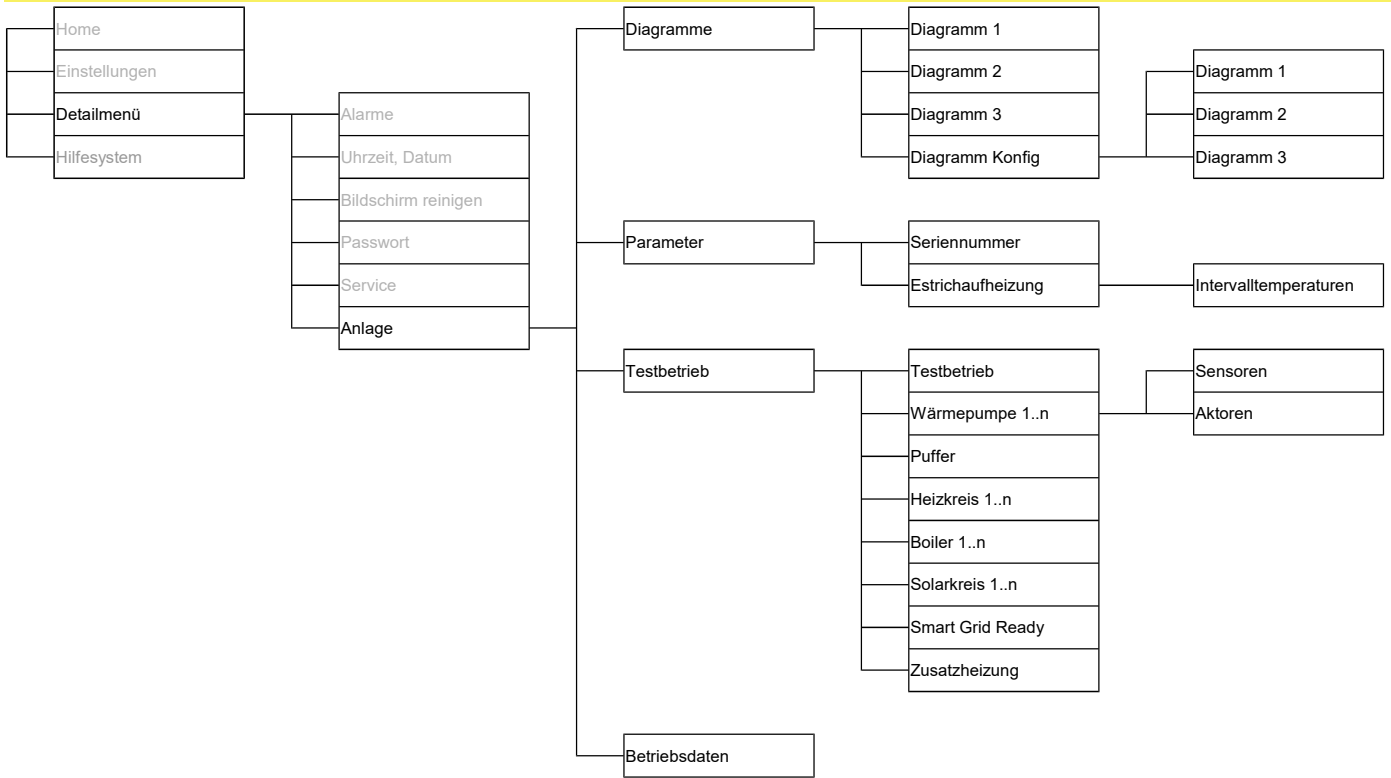 Home
Einstellungen
Detailmenü
Hilfesystem
Alarme
Uhrzeit, Datum
Bildschirm reinigen
Passwort
Service
Anlage
Diagramme
Parameter
Testbetrieb
Betriebsdaten
Diagramm 1
Diagramm 2
Diagramm 3
Diagramm Konfig
Seriennummer
Estrichaufheizung
Testbetrieb
Wärmepumpe 1..n
Puffer
Heizkreis 1..n
Boiler 1..n
Solarkreis 1..n
Smart Grid Ready
Zusatzheizung
Diagramm 1
Diagramm 2
Diagramm 3
Intervalltemperaturen
Sensoren
Aktoren